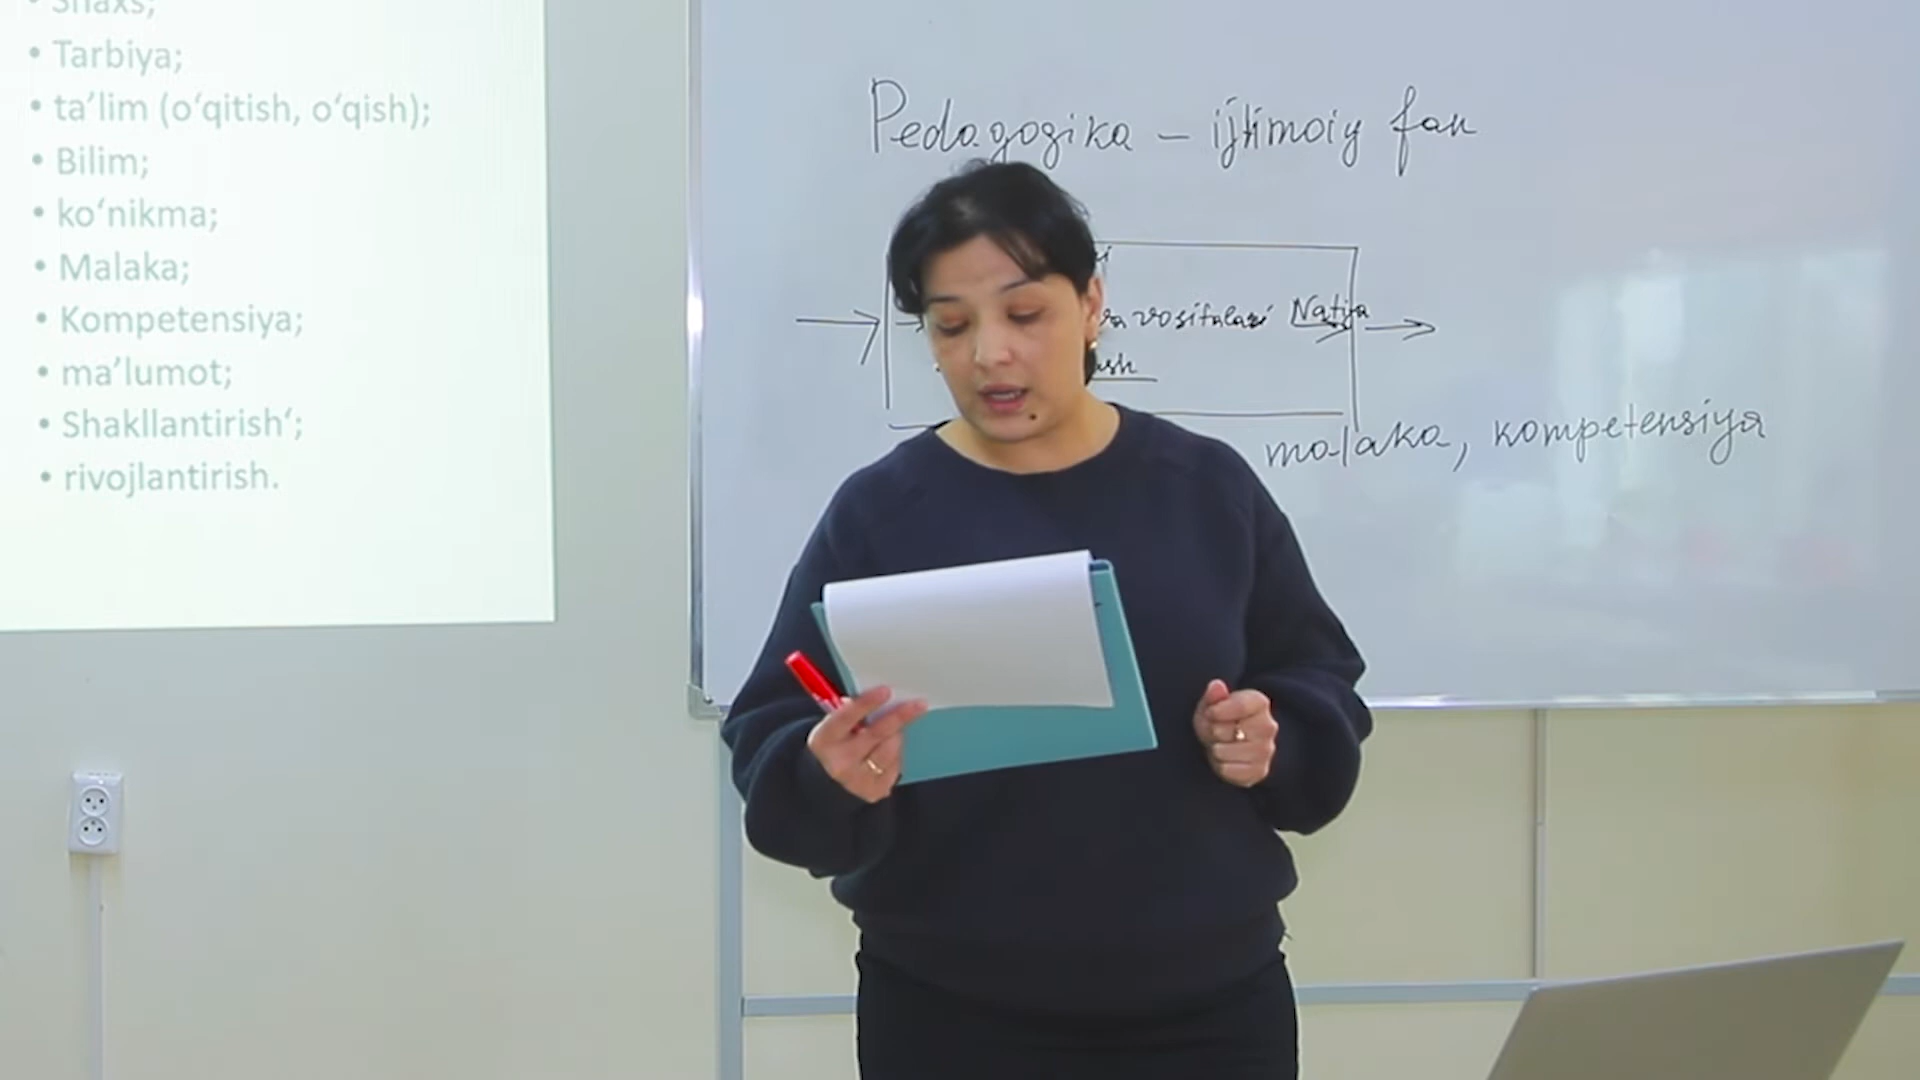 • Shaxs;
• Tarbiya;
• ta’lim (o‘qitish, o‘qish);
• Bilim;
• ko‘nikma;
• Malaka;
• Kompetensiya;
• ma’lumot;
• Shakllantirish‘;
• rivojlantirish.
Pedagogika – ijtimoiy fan
vositalari Natija
malaka, kompetensiya